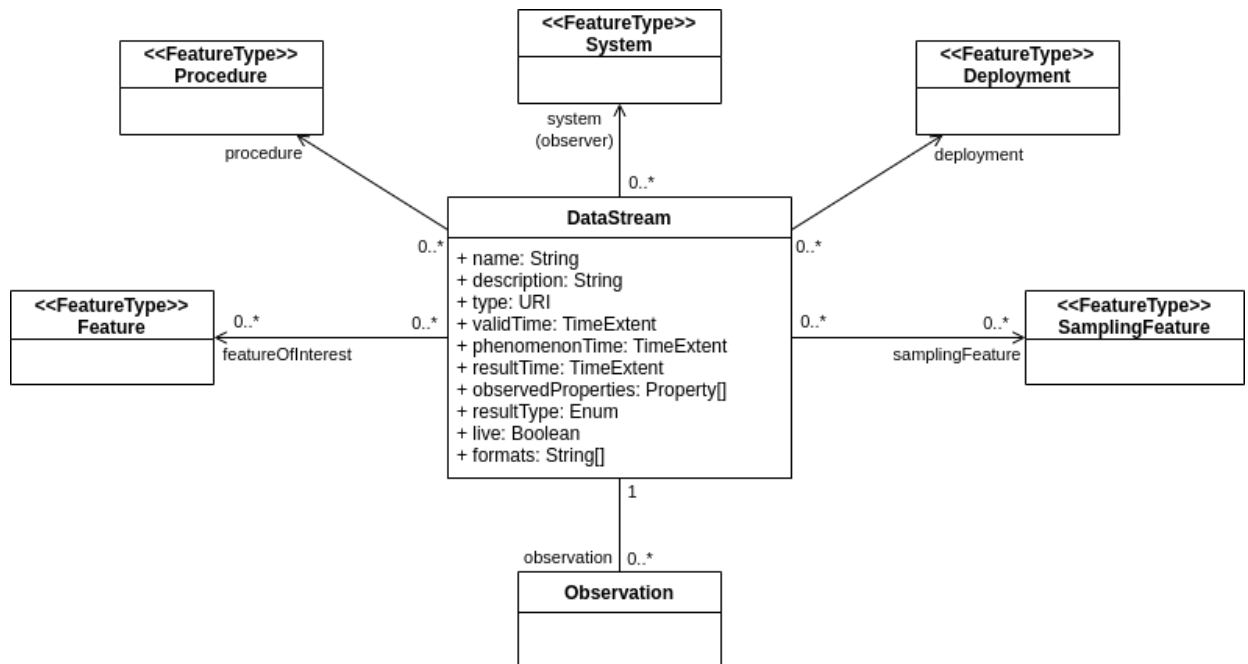 <<FeatureType>>
System
<<FeatureType>>
Procedure
<<FeatureType>>
Deployment
system
(observer)
procedure
deployment
0..*
DataStream
0..*
0..*
+ name: String
+ description: String
+ type: URI
+ validTime: TimeExtent
+ phenomenonTime: TimeExtent
+ resultTime: TimeExtent
+ observedProperties: Property[]
+ resultType: Enum
+ live: Boolean
+ formats: String[]
<<FeatureType>>
Feature
0..*
0..*
featureOfInterest
0..*
0..*
samplingFeature
<<FeatureType>>
SamplingFeature
1
observation
0..*
Observation